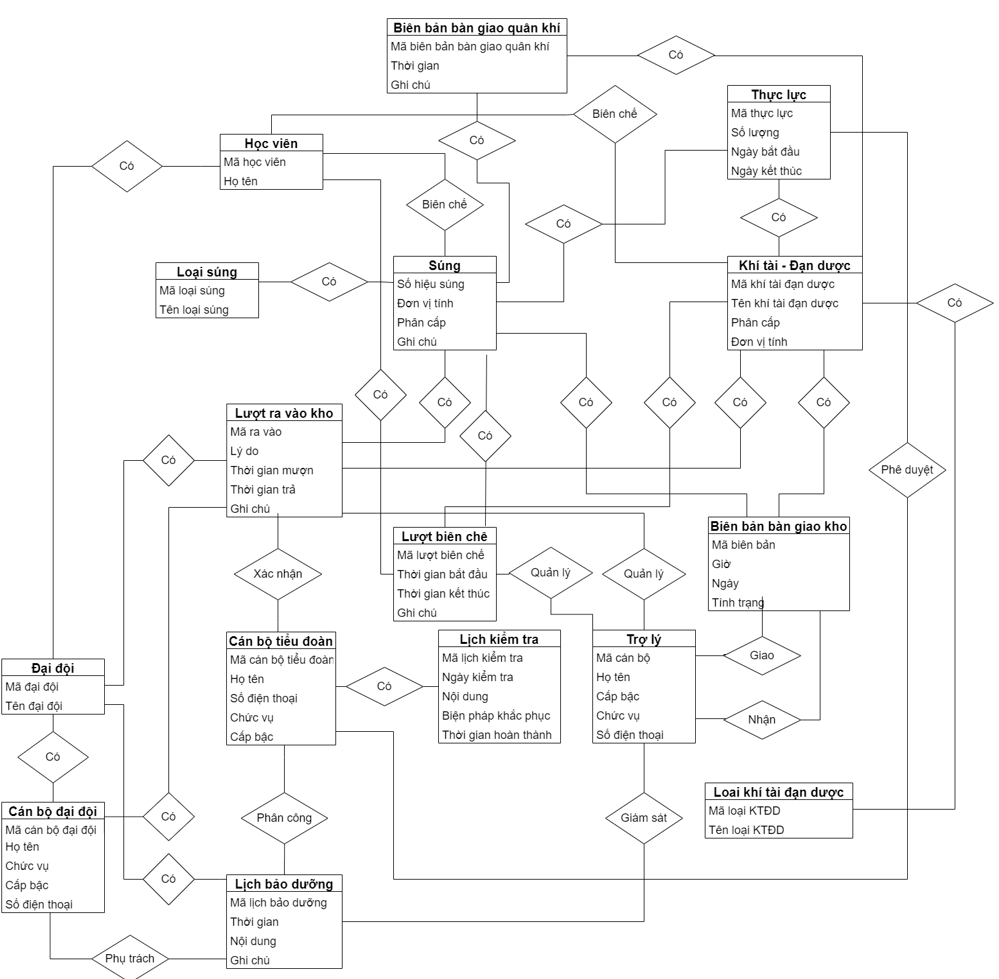 Biên bản bàn giao quân khí
Mã biên bản bàn giao quân khí
Thời gian
Ghi chú
Có
Biên chế
Có
Thực lực
Mã thực lực
Số lượng
Ngày bắt đầu
Ngày kết thúc
Có
Học viên
Mã học viên
Họ tên
Biên chế
Có
Có
Loại súng
Mã loại súng
Tên loại súng
Có
Súng
Số hiệu súng
Đơn vị tính
Phân cấp
Ghi chú
Khí tài - Đạn dược
Mã khí tài đạn dược
Tên khí tài đạn dược
Phân cấp
Đơn vị tính
Có
Có
Có
Có
Có
Có
Có
Có
Lượt ra vào kho
Mã ra vào
Lý do
Thời gian mượn
Thời gian trả
Ghi chú
Có
Phê duyệt
Lượt biên chê
Mã lượt biên chế
Thời gian bắt đầu
Thời gian kết thúc
Ghi chú
Biên bản bàn giao kho
Mã biên bản
Giờ
Ngày
Tính trạng
Xác nhận
Quản lý
Quản lý
Cán bộ tiểu đoàn
Mã cán bộ tiểu đoàn
Họ tên
Số điện thoại
Chức vụ
Cấp bậc
Có
Lịch kiểm tra
Mã lịch kiểm tra
Ngày kiểm tra
Nội dung
Biện pháp khắc phục
Thời gian hoàn thành
Trợ lý
Mã cán bộ
Họ tên
Cấp bậc
Chức vụ
Số điện thoại
Giao
Nhận
Đại đội
Mã đại đội
Tên đại đội
Có
Cán bộ đại đội
Mã cán bộ đại đội
Họ tên
Chức vụ
Cấp bậc
Số điện thoại
Có
Phân công
Giám sát
Loai khí tài đạn dược
Mã loại KTĐD
Tên loại KTĐD
Có
Lịch bảo dưỡng
Mã lịch bảo dưỡng
Thời gian
Nội dung
Ghi chú
Phụ trách